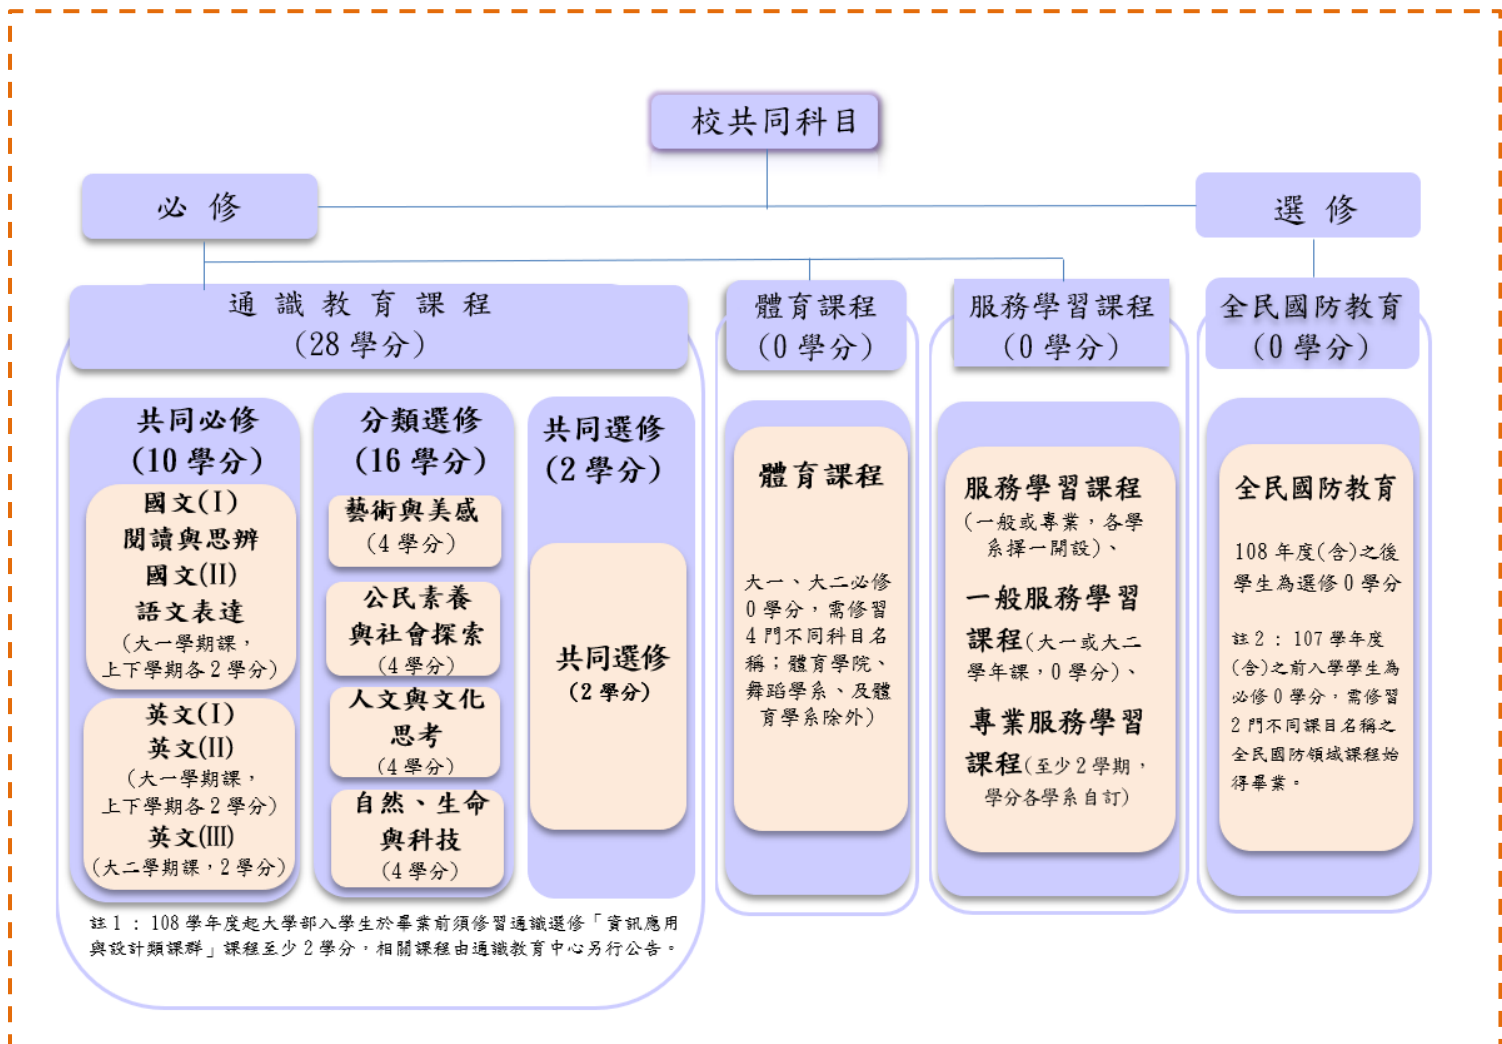 校共同科目
必 修
選 修
通 識 教 育 課 程
(28 學分)
體育課程
(0 學分)
服務學習課程
(0 學分)
全民國防教育
(0 學分)
共同必修
(10 學分)
國文(I)
閱讀與思辨
國文(II)
語文表達
(大一學期課，
上下學期各 2 學分)
英文(I)
英文(II)
(大一學期課，
上下學期各 2 學分)
英文(III)
(大二學期課，2 學分)
分類選修
(16 學分)
藝術與美感
(4 學分)
公民素養
與社會探索
(4 學分)
人文與文化
思考
(4 學分)
自然、生命
與科技
(4 學分)
共同選修
(2 學分)
共同選修
(2 學分)
註 1 : 108 學年度起大學部入學生於畢業前須修習通識選修「資訊應用
與設計類課群」課程至少 2 學分，相關課程由通識教育中心另行公告。
體育課程
大一、大二必修
0 學分，需修習
4 門不同科目名
稱；體育學院、
舞蹈學系、及體
育學系除外)
服務學習課程
(一般或專業，各學
系擇一開設)、
一般服務學習
課程(大一或大二
學年課，0 學分)、
專業服務學習
課程(至少 2 學期，
學分各學系自訂)
全民國防教育
108 年度(含)之後
學生為選修 0 學分
註 2 : 107 學年度
(含)之前入學學生為
必修 0 學分，需修習
2 門不同課目名稱之
全民國防領域課程始
得畢業。